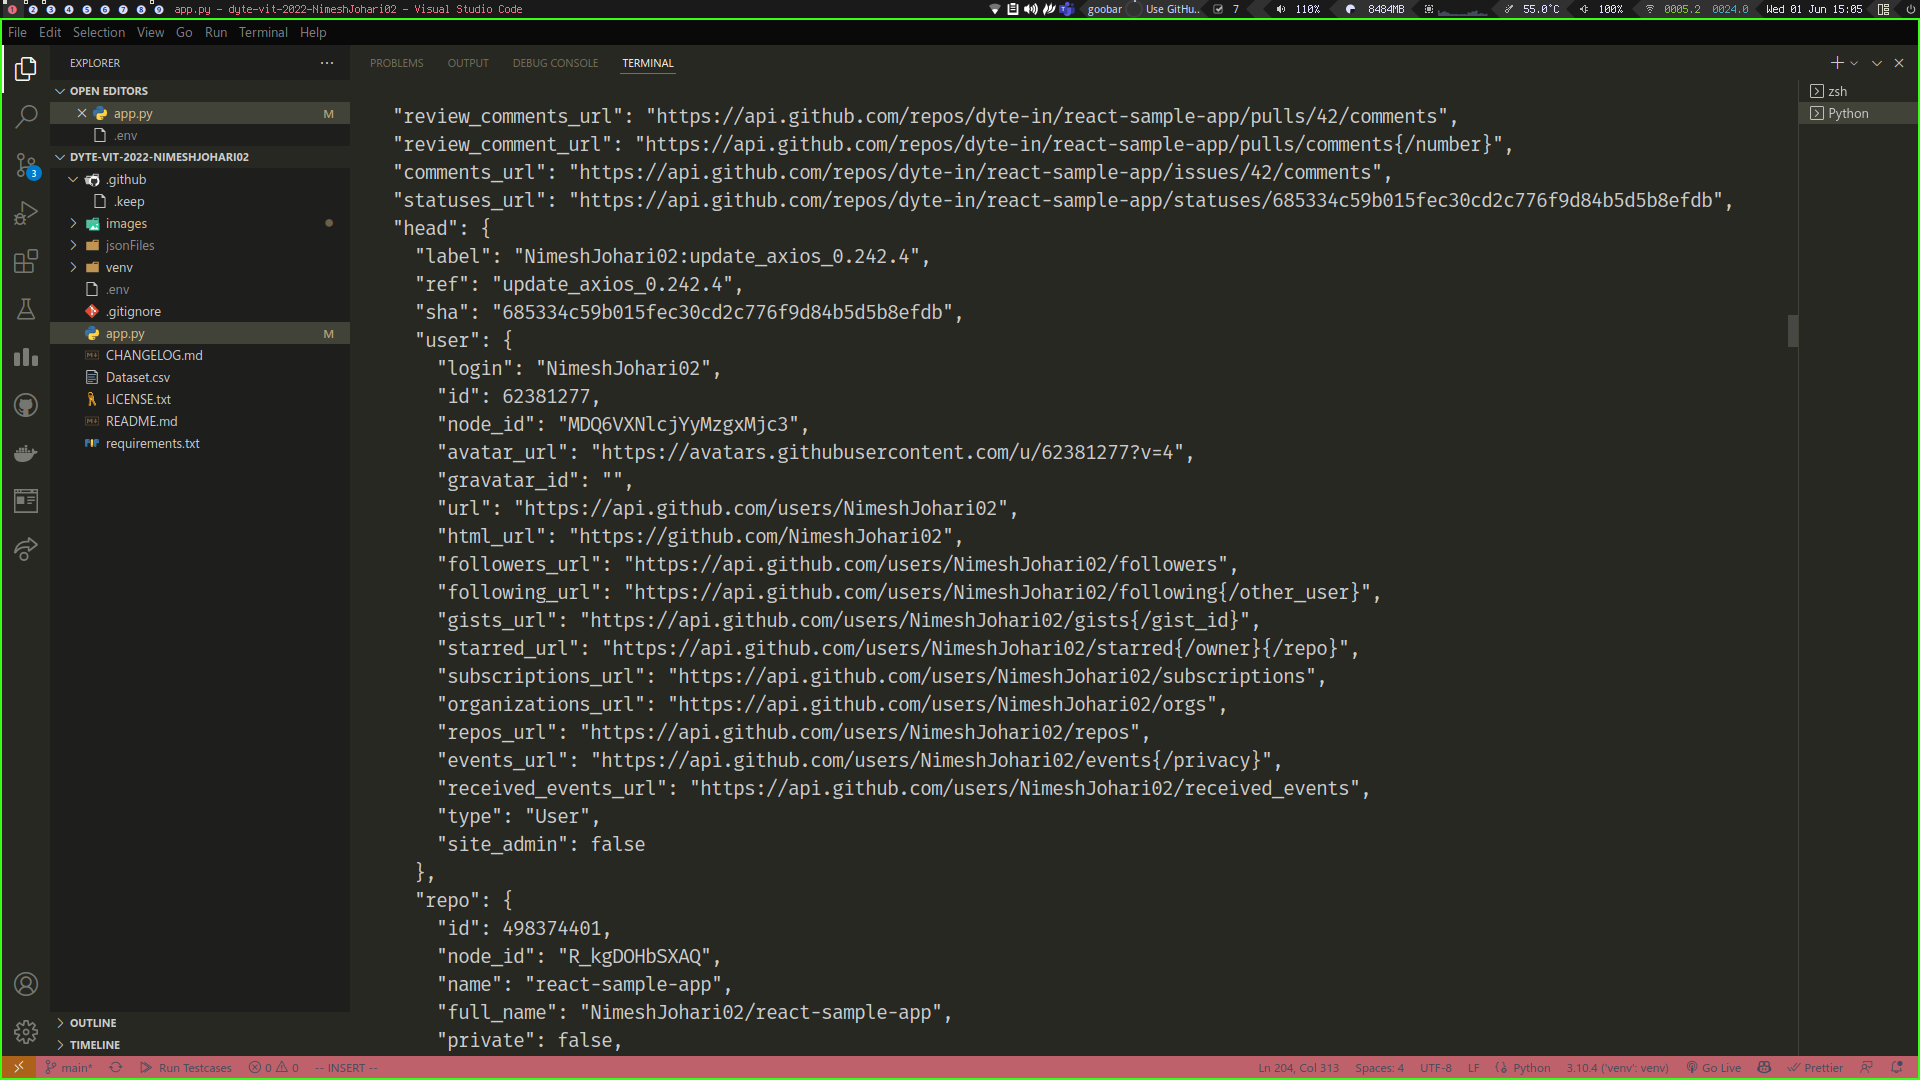 1 2 3 4 5 6 7 8 9 app.py - dyte-vit-2022-NimeshJohari02 - Visual Studio Code goobar Use GitHu.. 7 110% 8484MB 55.0°C 100% 0005.2 0024.0 Wed 01 Jun 15:05
File Edit Selection View Go Run Terminal Help
EXPLORER
OPEN EDITORS
app.py M
.env
DYTE-VIT-2022-NIMESHJOHARI02
.github
.keep
images
jsonFiles
venv
.env
.gitignore
app.py M
CHANGELOG.md
Dataset.csv
LICENSE.txt
README.md
requirements.txt
OUTLINE
TIMELINE
3
PROBLEMS OUTPUT DEBUG CONSOLE TERMINAL
"review_comments_url": "https://api.github.com/repos/dyte-in/react-sample-app/pulls/42/comments",
"review_comment_url": "https://api.github.com/repos/dyte-in/react-sample-app/pulls/comments{/number}",
"comments_url": "https://api.github.com/repos/dyte-in/react-sample-app/issues/42/comments",
"statuses_url": "https://api.github.com/repos/dyte-in/react-sample-app/statuses/685334c59b015fec30cd2c776f9d84b5d5b8efdb",
"head": {
"label": "NimeshJohari02:update_axios_0.242.4",
"ref": "update_axios_0.242.4",
"sha": "685334c59b015fec30cd2c776f9d84b5d5b8efdb",
"user": {
"login": "NimeshJohari02",
"id": 62381277,
"node_id": "MDQ6VXNlcjYyMzgxMjc3",
"avatar_url": "https://avatars.githubusercontent.com/u/62381277?v=4",
"gravatar_id": "",
"url": "https://api.github.com/users/NimeshJohari02",
"html_url": "https://github.com/NimeshJohari02",
"followers_url": "https://api.github.com/users/NimeshJohari02/followers",
"following_url": "https://api.github.com/users/NimeshJohari02/following{/other_user}",
"gists_url": "https://api.github.com/users/NimeshJohari02/gists{/gist_id}",
"starred_url": "https://api.github.com/users/NimeshJohari02/starred{/owner}{/repo}",
"subscriptions_url": "https://api.github.com/users/NimeshJohari02/subscriptions",
"organizations_url": "https://api.github.com/users/NimeshJohari02/orgs",
"repos_url": "https://api.github.com/users/NimeshJohari02/repos",
"events_url": "https://api.github.com/users/NimeshJohari02/events{/privacy}",
"received_events_url": "https://api.github.com/users/NimeshJohari02/received_events",
"type": "User",
"site_admin": false
},
"repo": {
"id": 498374401,
"node_id": "R_kgDOHbSXAQ",
"name": "react-sample-app",
"full_name": "NimeshJohari02/react-sample-app",
"private": false,
zsh
Python
main* Run Testcases 0 0 -- INSERT -- Ln 204, Col 313 Spaces: 4 UTF-8 LF Python 3.10.4 ('venv': venv) Go Live Prettier